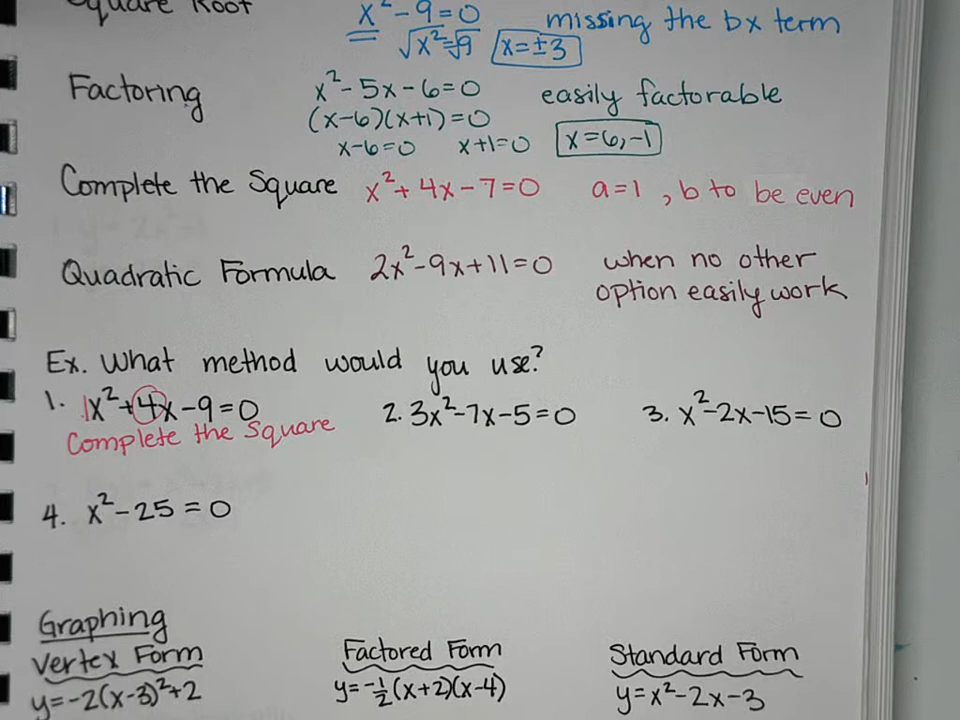 Square Root x² - 9 = 0 missing the bx term
√x² = √9 x = ±3
Factoring x² - 5x - 6 = 0 easily factorable
(x-6)(x+1) = 0
x-6=0 x+1=0 x=6,-1
Complete the Square x² + 4x - 7 = 0 a=1, b to be even
Quadratic Formula 2x² - 9x + 11 = 0 when no other
option easily work
Ex. What method would you use?
1. 1x² + 4x - 9 = 0 2. 3x² - 7x - 5 = 0 3. x² - 2x - 15 = 0
Complete the Square
4. x² - 25 = 0
Graphing
Vertex Form Factored Form Standard Form
y = -2(x-3)² + 2 y = -1/2(x+2)(x-4) y = x² - 2x - 3